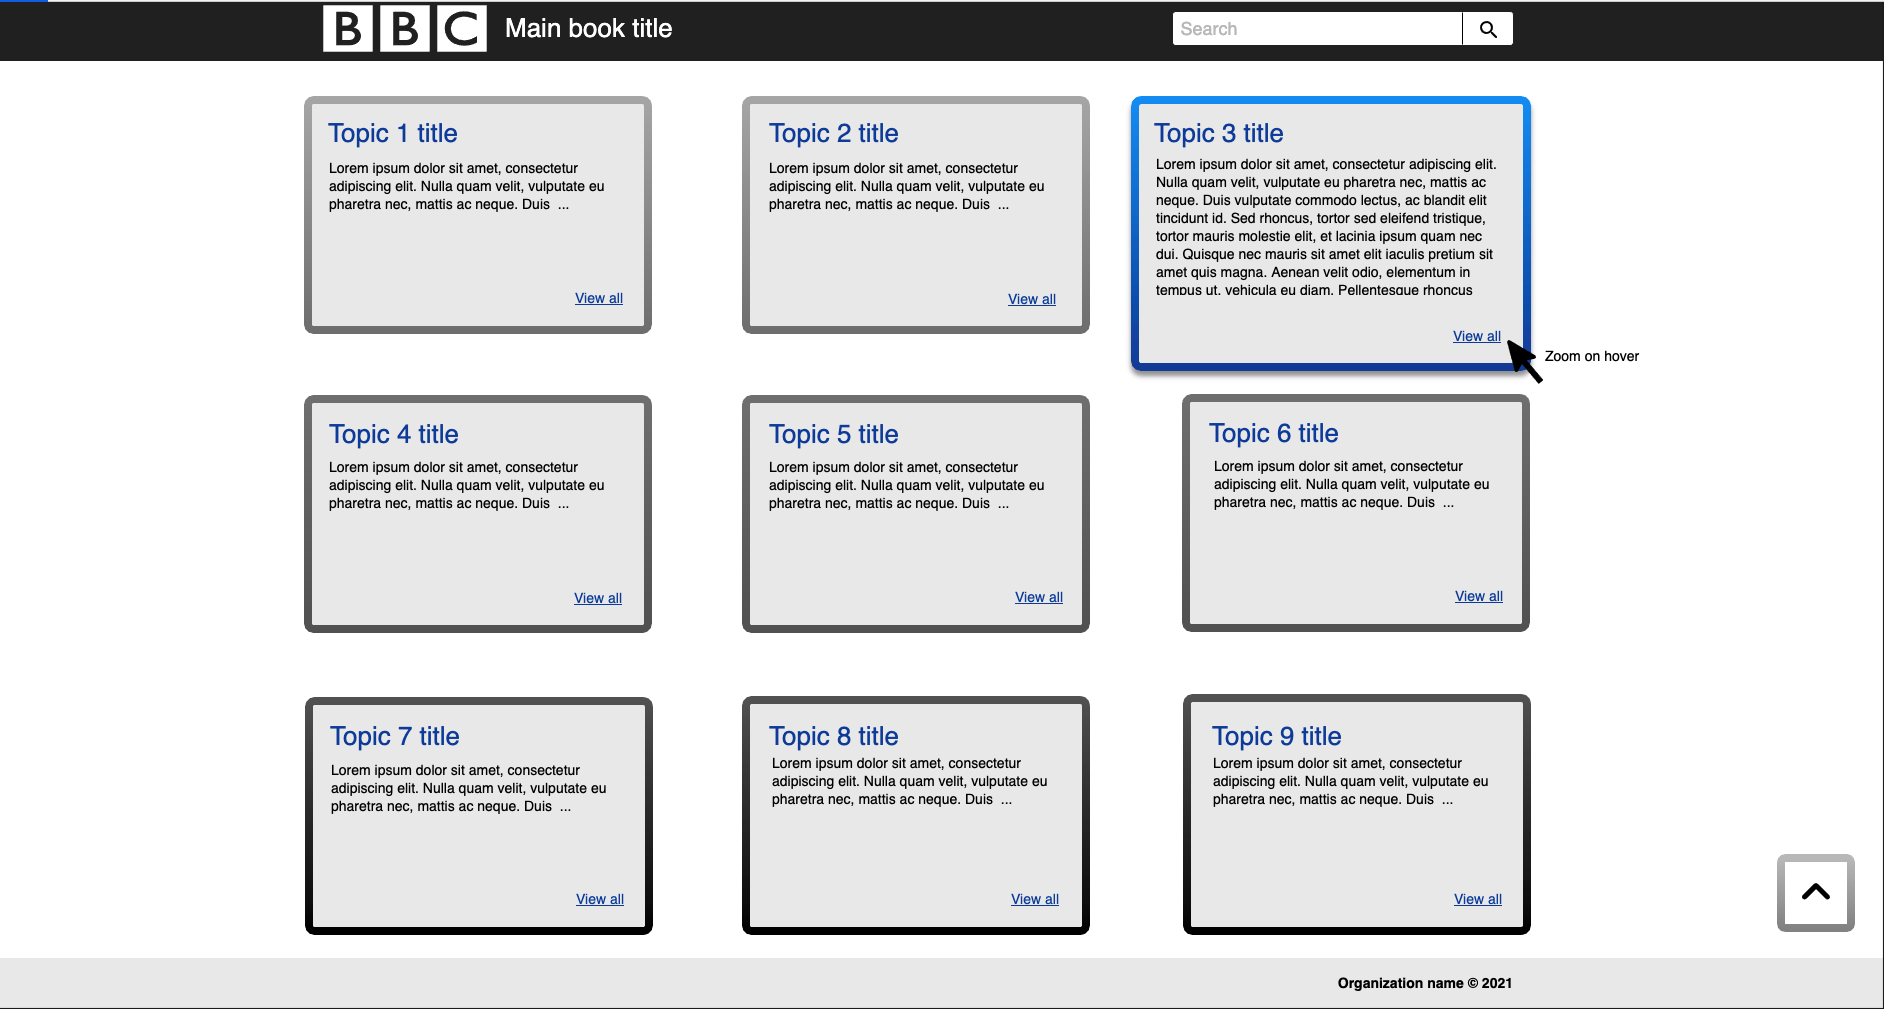 BBC Main book title
Search
Topic 1 title
Lorem ipsum dolor sit amet, consectetur
adipiscing elit. Nulla quam velit, vulputate eu
pharetra nec, mattis ac neque. Duis ...
View all
Topic 2 title
Lorem ipsum dolor sit amet, consectetur
adipiscing elit. Nulla quam velit, vulputate eu
pharetra nec, mattis ac neque. Duis ...
View all
Topic 3 title
Lorem ipsum dolor sit amet, consectetur adipiscing elit.
Nulla quam velit, vulputate eu pharetra nec, mattis ac
neque. Duis vulputate commodo lectus, ac blandit elit
tincidunt id. Sed rhoncus, tortor sed eleifend tristique,
tortor mauris molestie elit, et lacinia ipsum quam nec
dui. Quisque nec mauris sit amet elit iaculis pretium sit
amet quis magna. Aenean velit odio, elementum in
tempus ut, vehicula eu diam. Pellentesque rhoncus
View all
Zoom on hover
Topic 4 title
Lorem ipsum dolor sit amet, consectetur
adipiscing elit. Nulla quam velit, vulputate eu
pharetra nec, mattis ac neque. Duis ...
View all
Topic 5 title
Lorem ipsum dolor sit amet, consectetur
adipiscing elit. Nulla quam velit, vulputate eu
pharetra nec, mattis ac neque. Duis ...
View all
Topic 6 title
Lorem ipsum dolor sit amet, consectetur
adipiscing elit. Nulla quam velit, vulputate eu
pharetra nec, mattis ac neque. Duis ...
View all
Topic 7 title
Lorem ipsum dolor sit amet, consectetur
adipiscing elit. Nulla quam velit, vulputate eu
pharetra nec, mattis ac neque. Duis ...
View all
Topic 8 title
Lorem ipsum dolor sit amet, consectetur
adipiscing elit. Nulla quam velit, vulputate eu
pharetra nec, mattis ac neque. Duis ...
View all
Topic 9 title
Lorem ipsum dolor sit amet, consectetur
adipiscing elit. Nulla quam velit, vulputate eu
pharetra nec, mattis ac neque. Duis ...
View all
Organization name © 2021